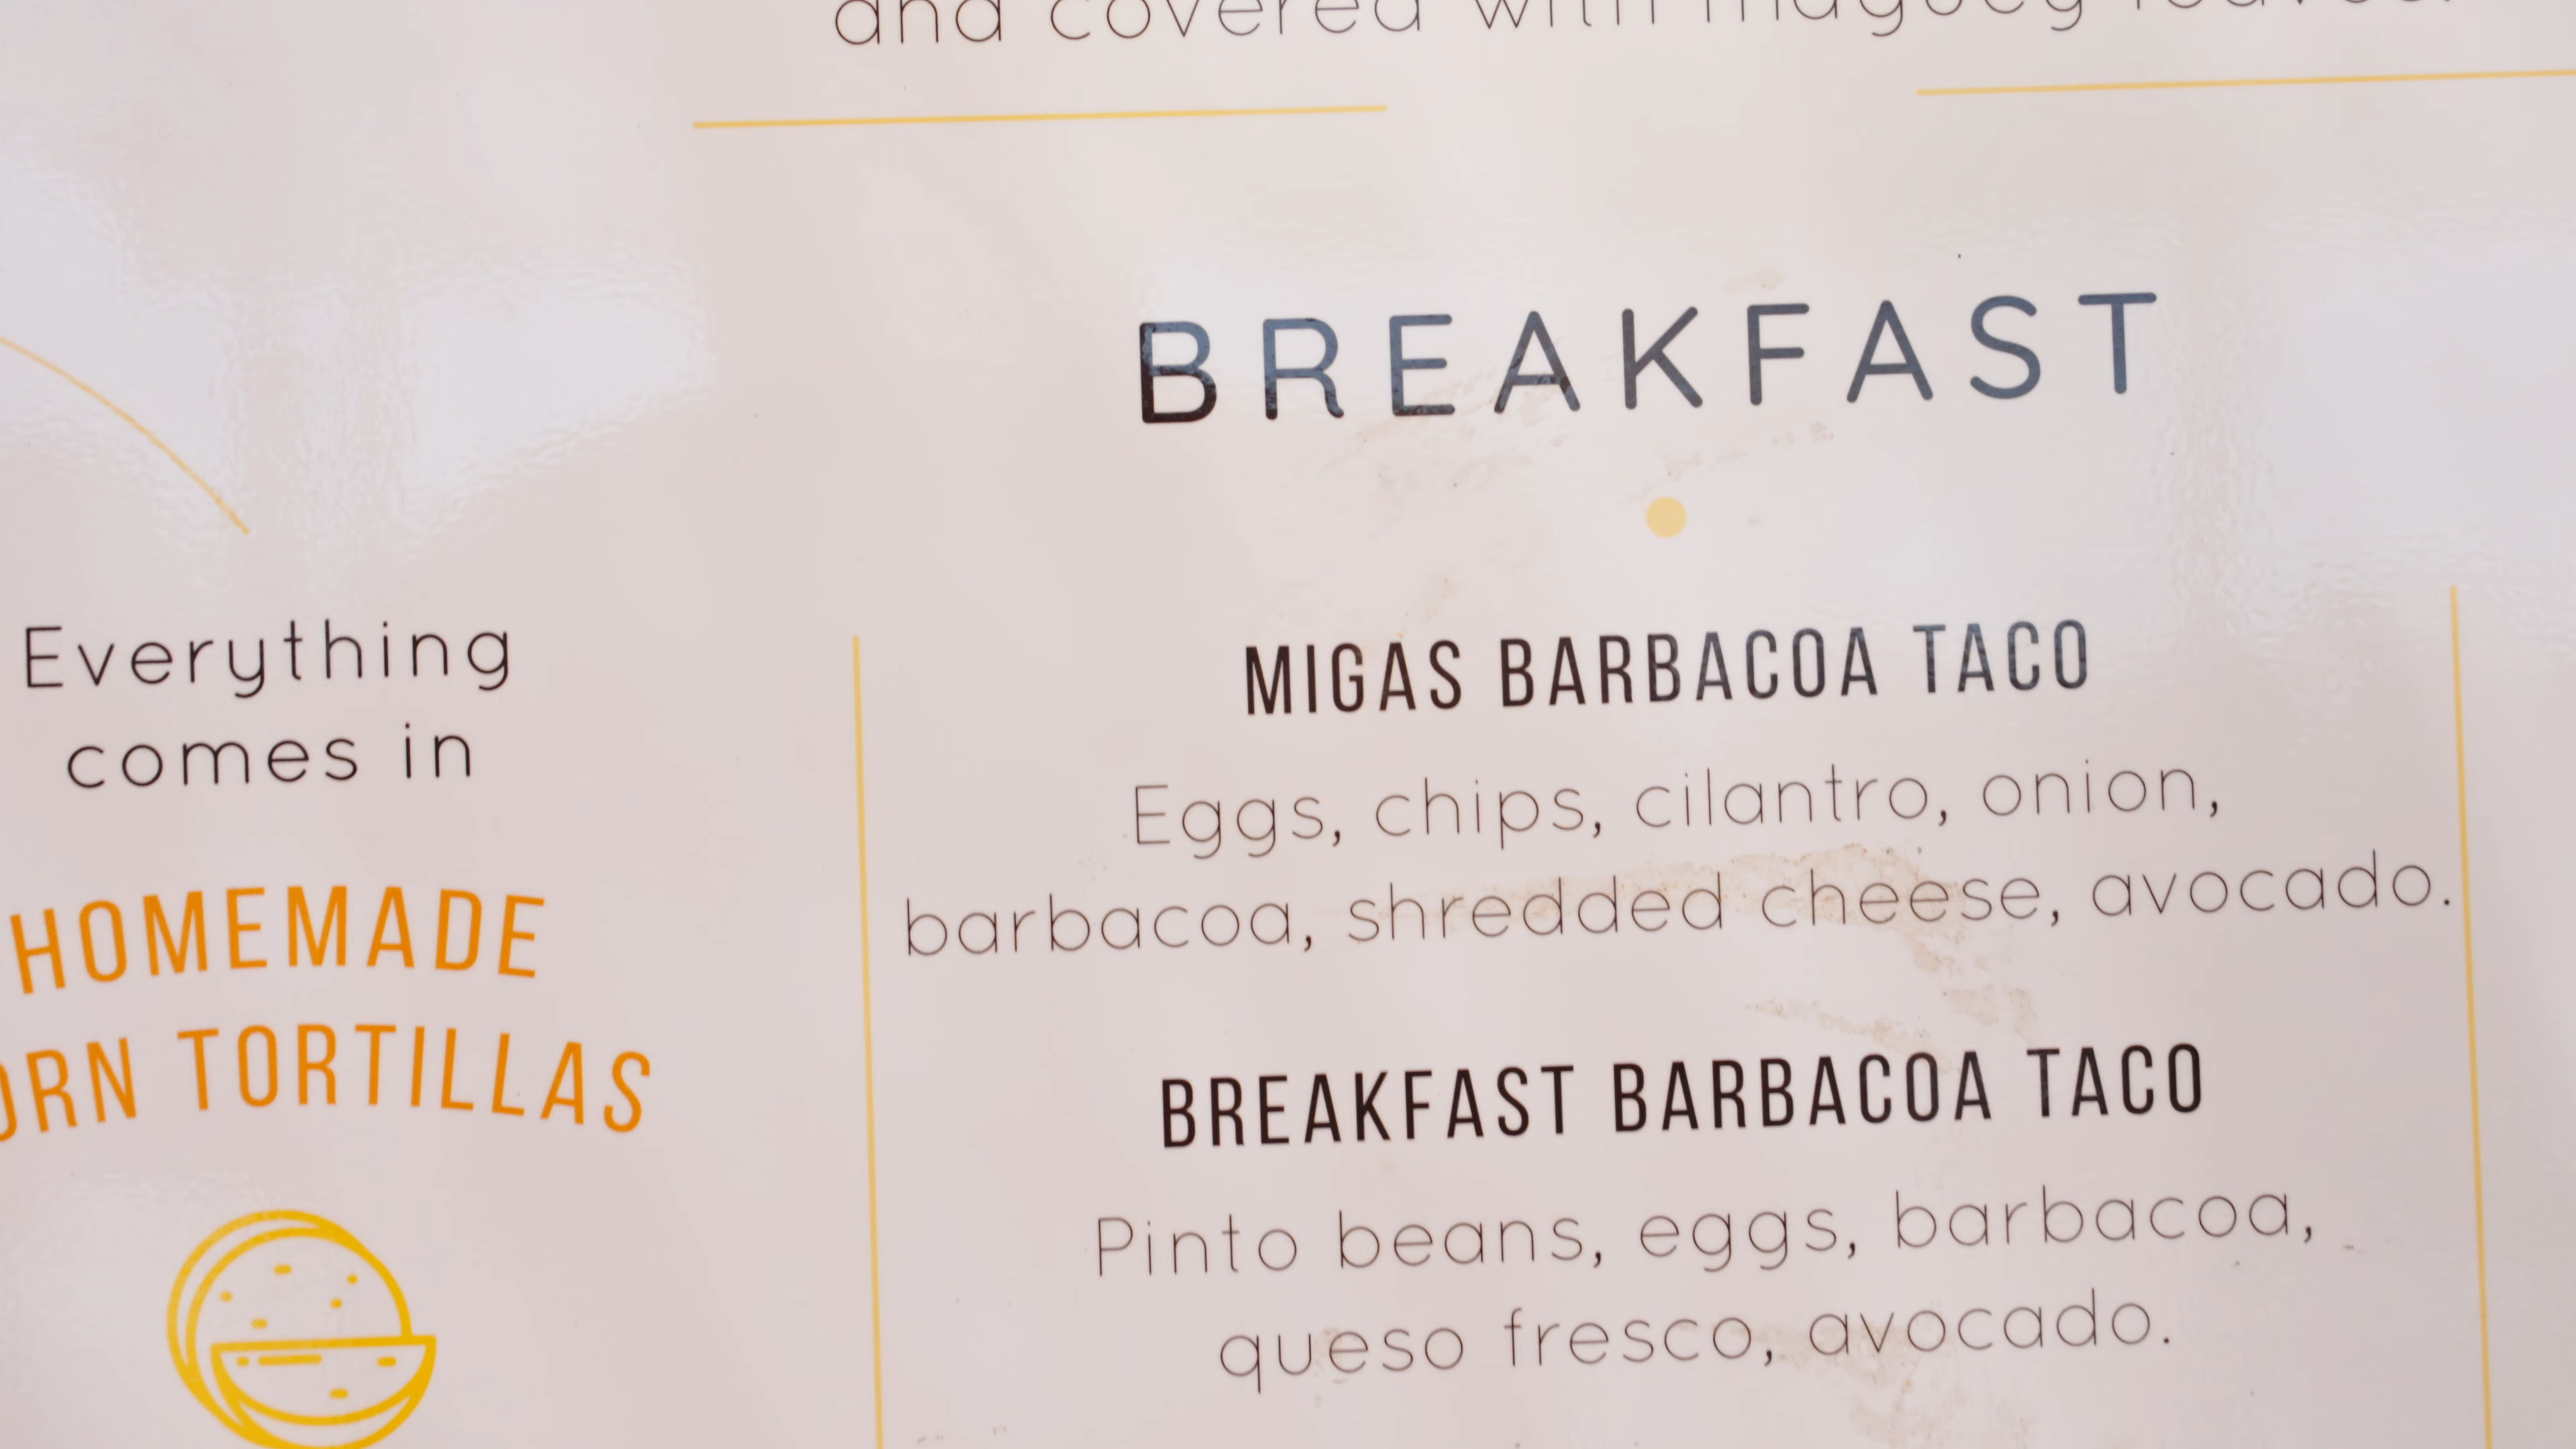 and covered with maguey leaves.
BREAKFAST
Everything
comes in
HOMEMADE
ORN TORTILLAS
MIGAS BARBACOA TACO
Eggs, chips, cilantro, onion,
barbacoa, shredded cheese, avocado.
BREAKFAST BARBACOA TACO
Pinto beans, eggs, barbacoa,
queso fresco, avocado.